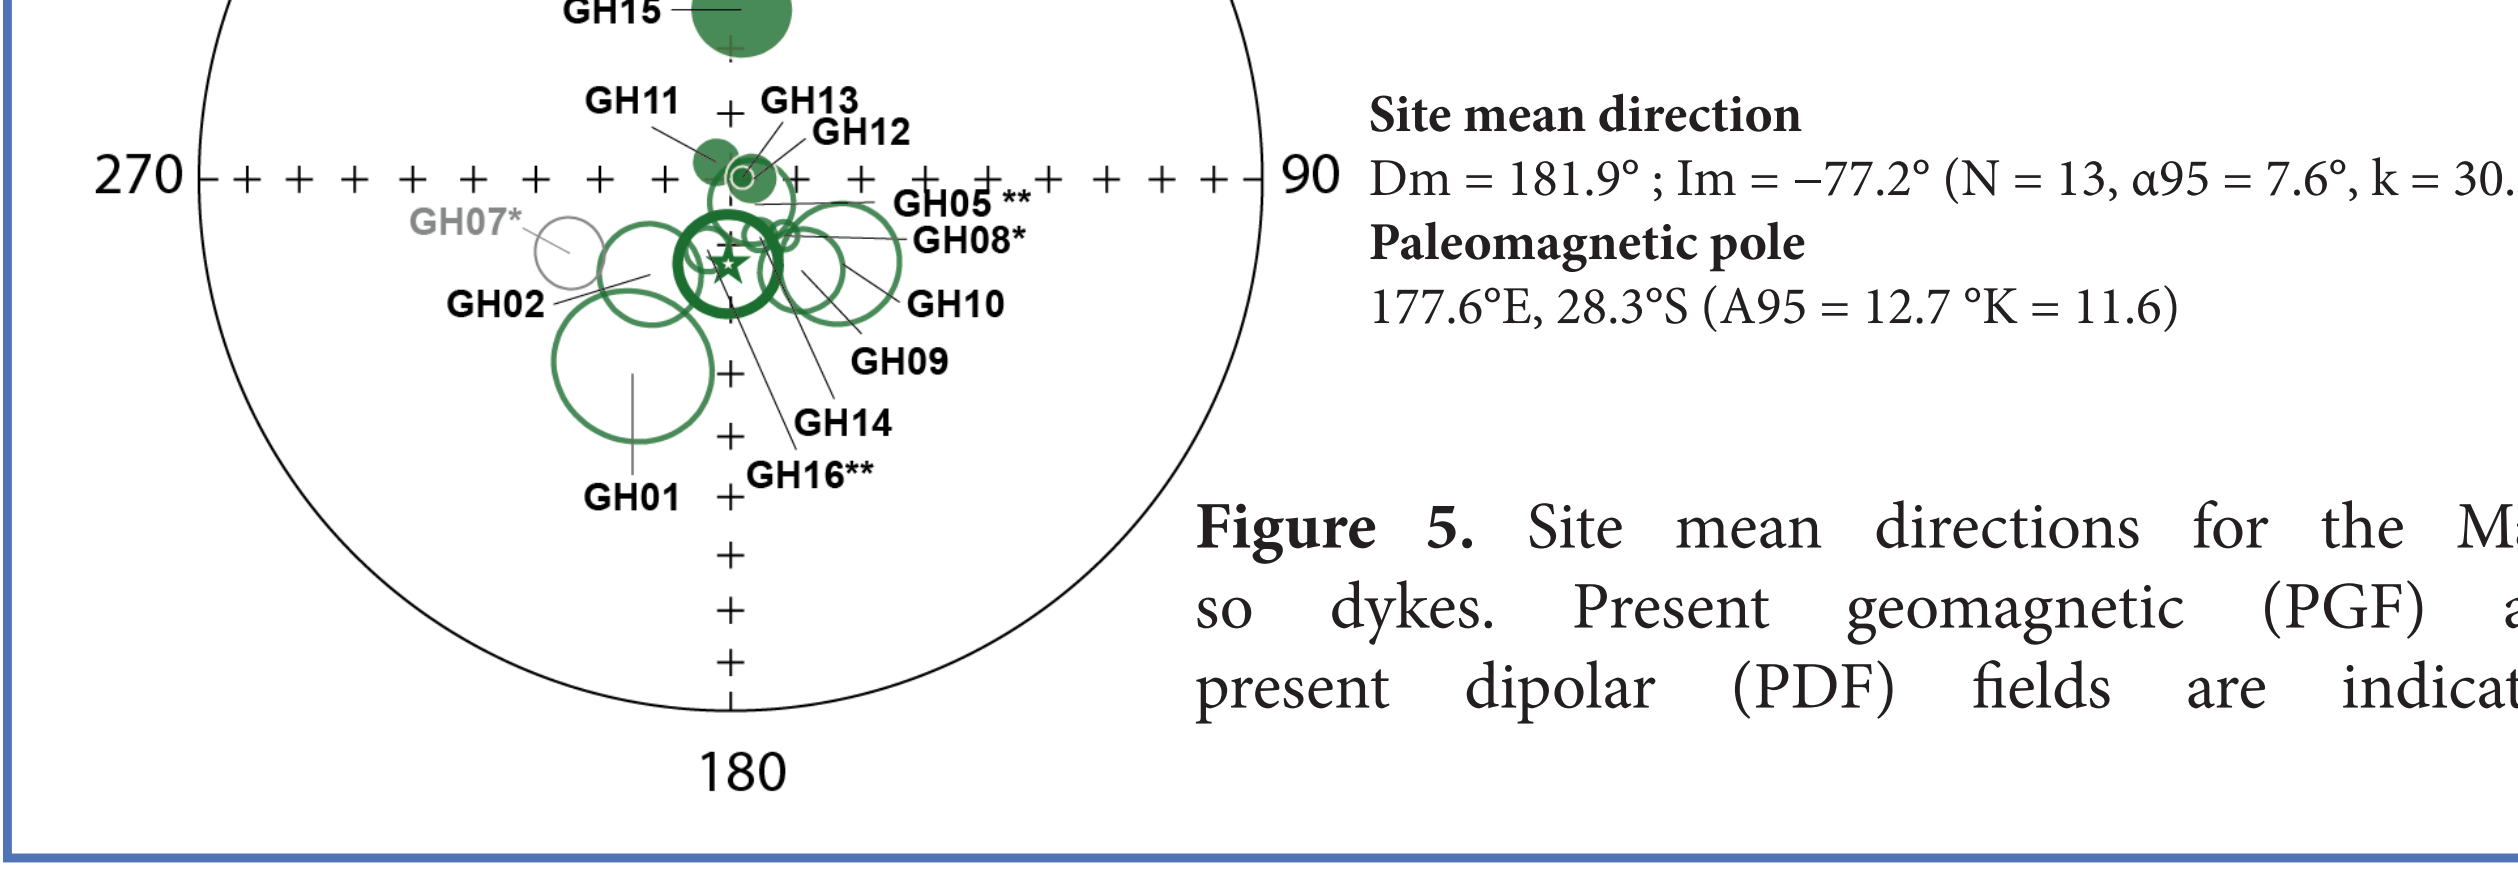 GH15
GH11
GH13
GH12
270
90
GH05 **
GH07*
GH08*
GH02
GH10
GH09
GH14
GH16**
GH01
180
Site mean direction
Dm = 181.9° ; Im = −77.2° (N = 13, α95 = 7.6°, k = 30.
Paleomagnetic pole
177.6°E, 28.3°S (A95 = 12.7 °K = 11.6)
Figure 5. Site mean directions for the Ma
so dykes. Present geomagnetic (PGF) a
present dipolar (PDF) fields are indicat